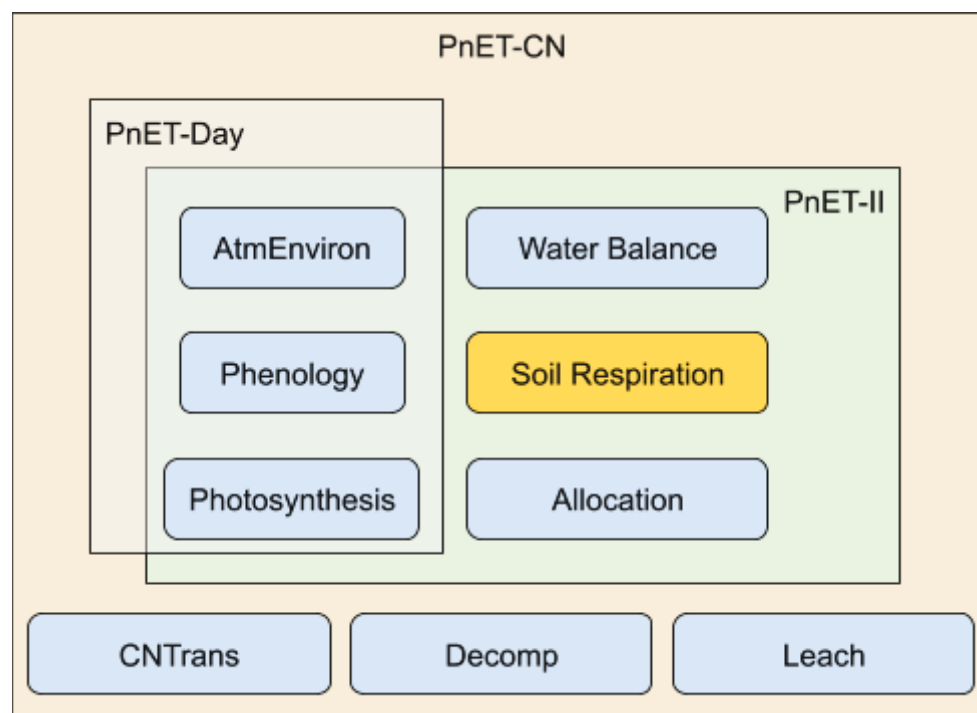 PnET-CN
PnET-Day
PnET-II
AtmEnviron
Water Balance
Phenology
Soil Respiration
Photosynthesis
Allocation
CNTrans
Decomp
Leach